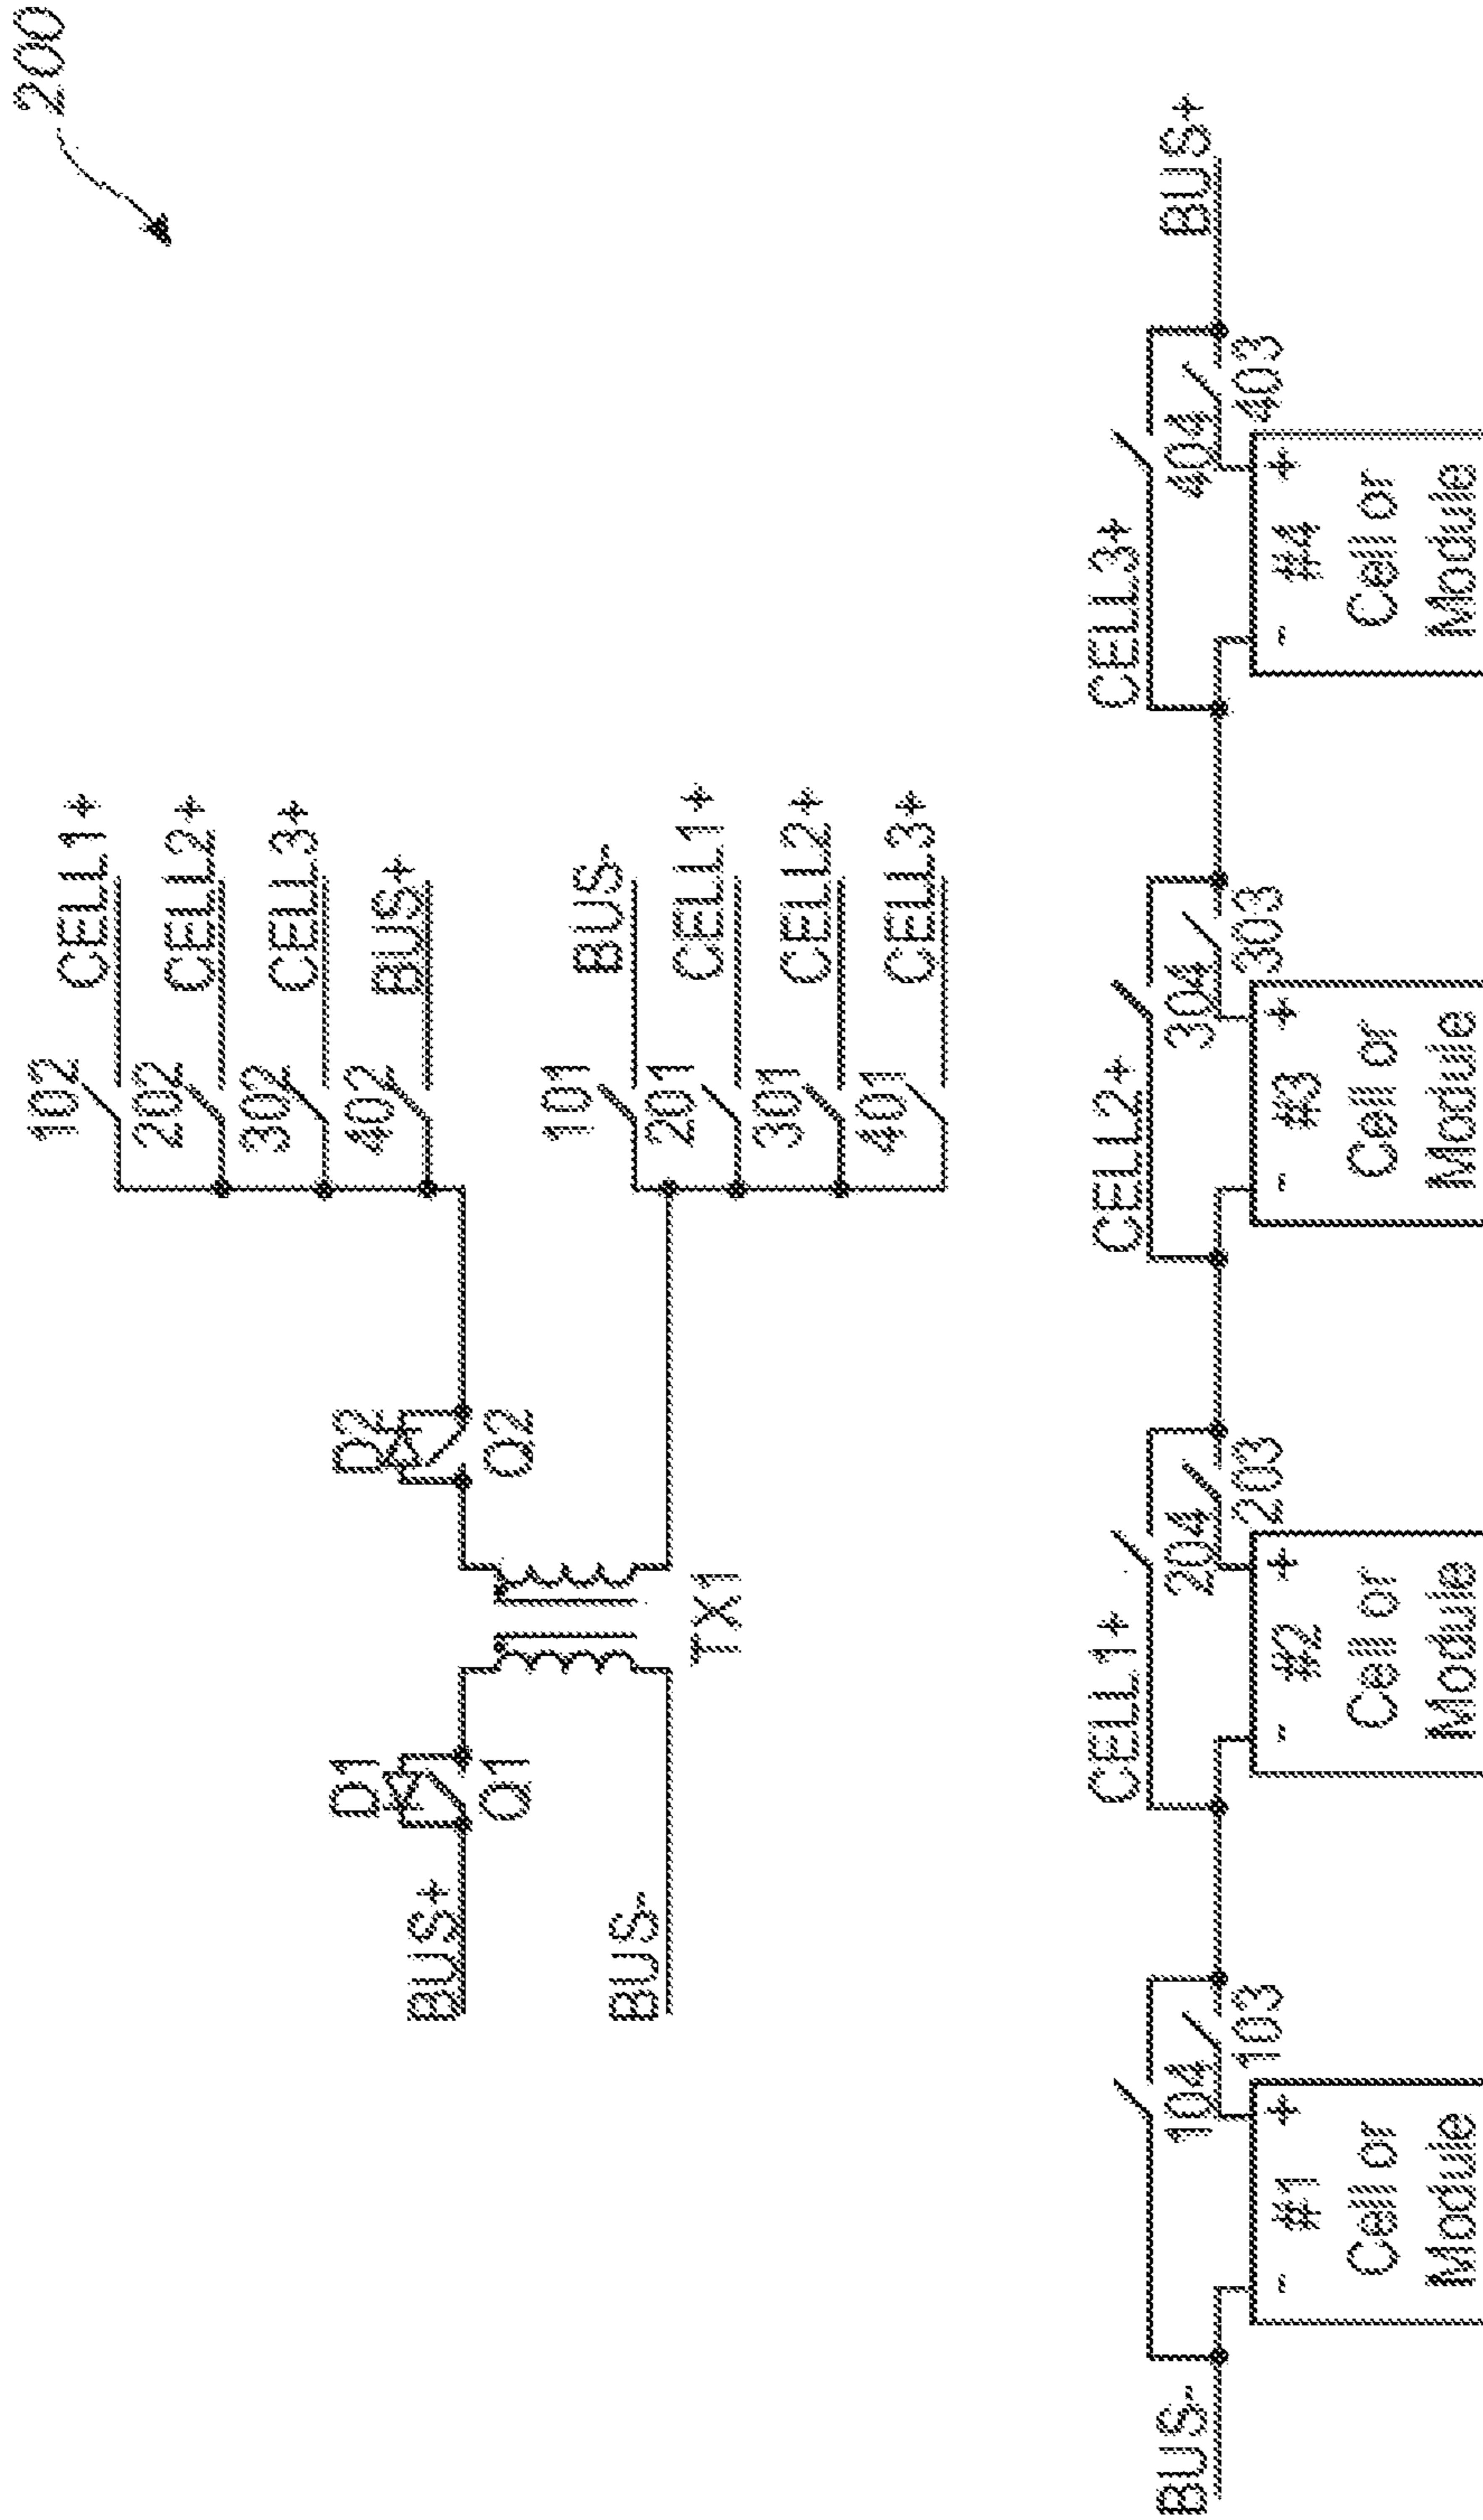 200
102
CELL1+
202
CELL2+
302
CELL3+
402
BUS+
D1
D2
BUS+
Q1
Q2
101
BUS-
201
CELL1+
301
CELL2+
401
CELL3+
BUS-
TX1
CELL1+
CELL2+
CELL3+
BUS-
104
204
304
404
BUS+
103
203
303
403
- #1 +
Cell or
Module
- #2 +
Cell or
Module
- #3 +
Cell or
Module
- #4 +
Cell or
Module